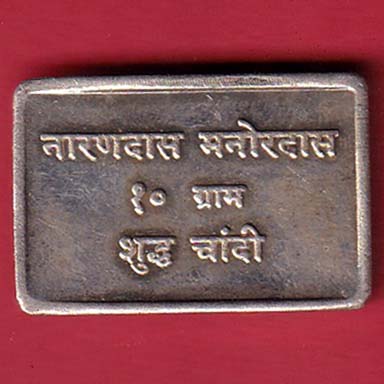 नारणदास मनोरदास
१० ग्राम
शुद्ध चांदी